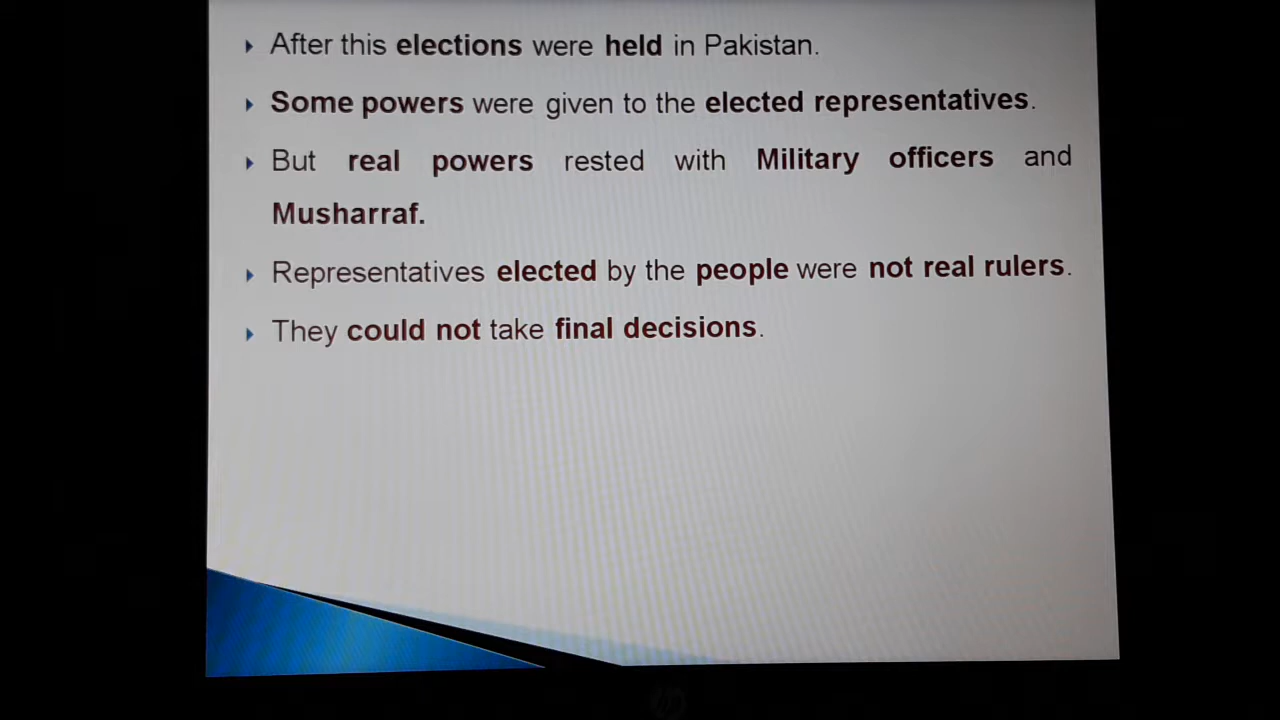 After this elections were held in Pakistan.
Some powers were given to the elected representatives.
But real powers rested with Military officers and
Musharraf.
Representatives elected by the people were not real rulers.
They could not take final decisions.